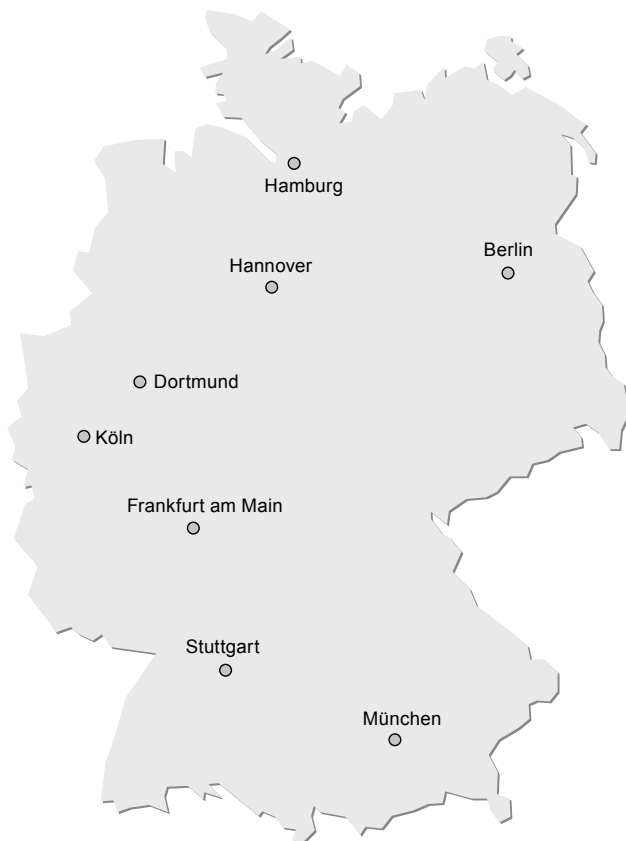 Hamburg
Berlin
Hannover
Dortmund
Köln
Frankfurt am Main
Stuttgart
München